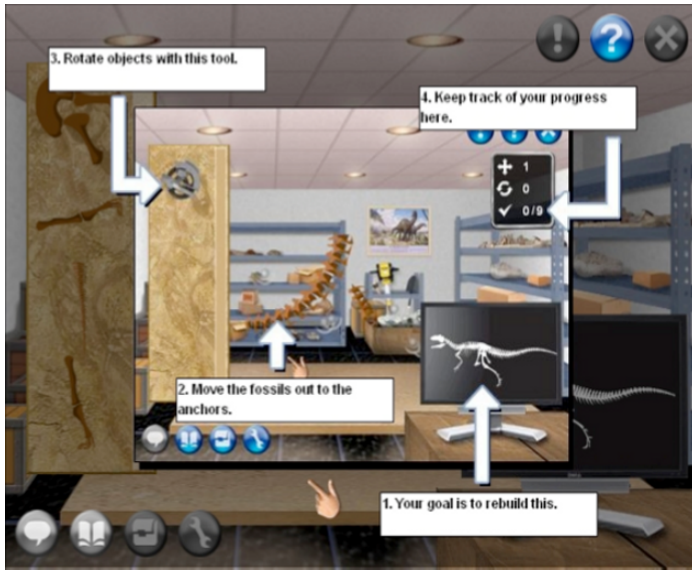 3. Rotate objects with this tool.
4. Keep track of your progress
here.
1
0
0/9
2. Move the fossils out to the
anchors.
1. Your goal is to rebuild this.